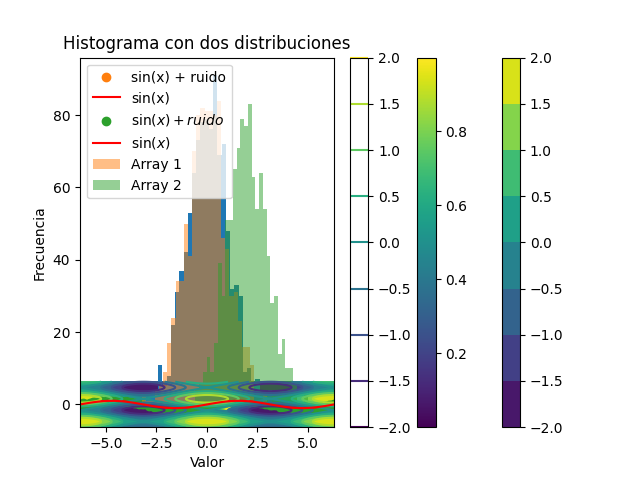 Histograma con dos distribuciones
sin(x) + ruido
sin(x)
sin(x) + ruido
sin(x)
Array 1
Array 2
Frecuencia
80
60
40
20
0
−5.0 −2.5 0.0 2.5 5.0
Valor
2.0
1.5
1.0
0.5
0.0
−0.5
−1.0
−1.5
−2.0
0.8
0.6
0.4
0.2
2.0
1.5
1.0
0.5
0.0
−0.5
−1.0
−1.5
−2.0